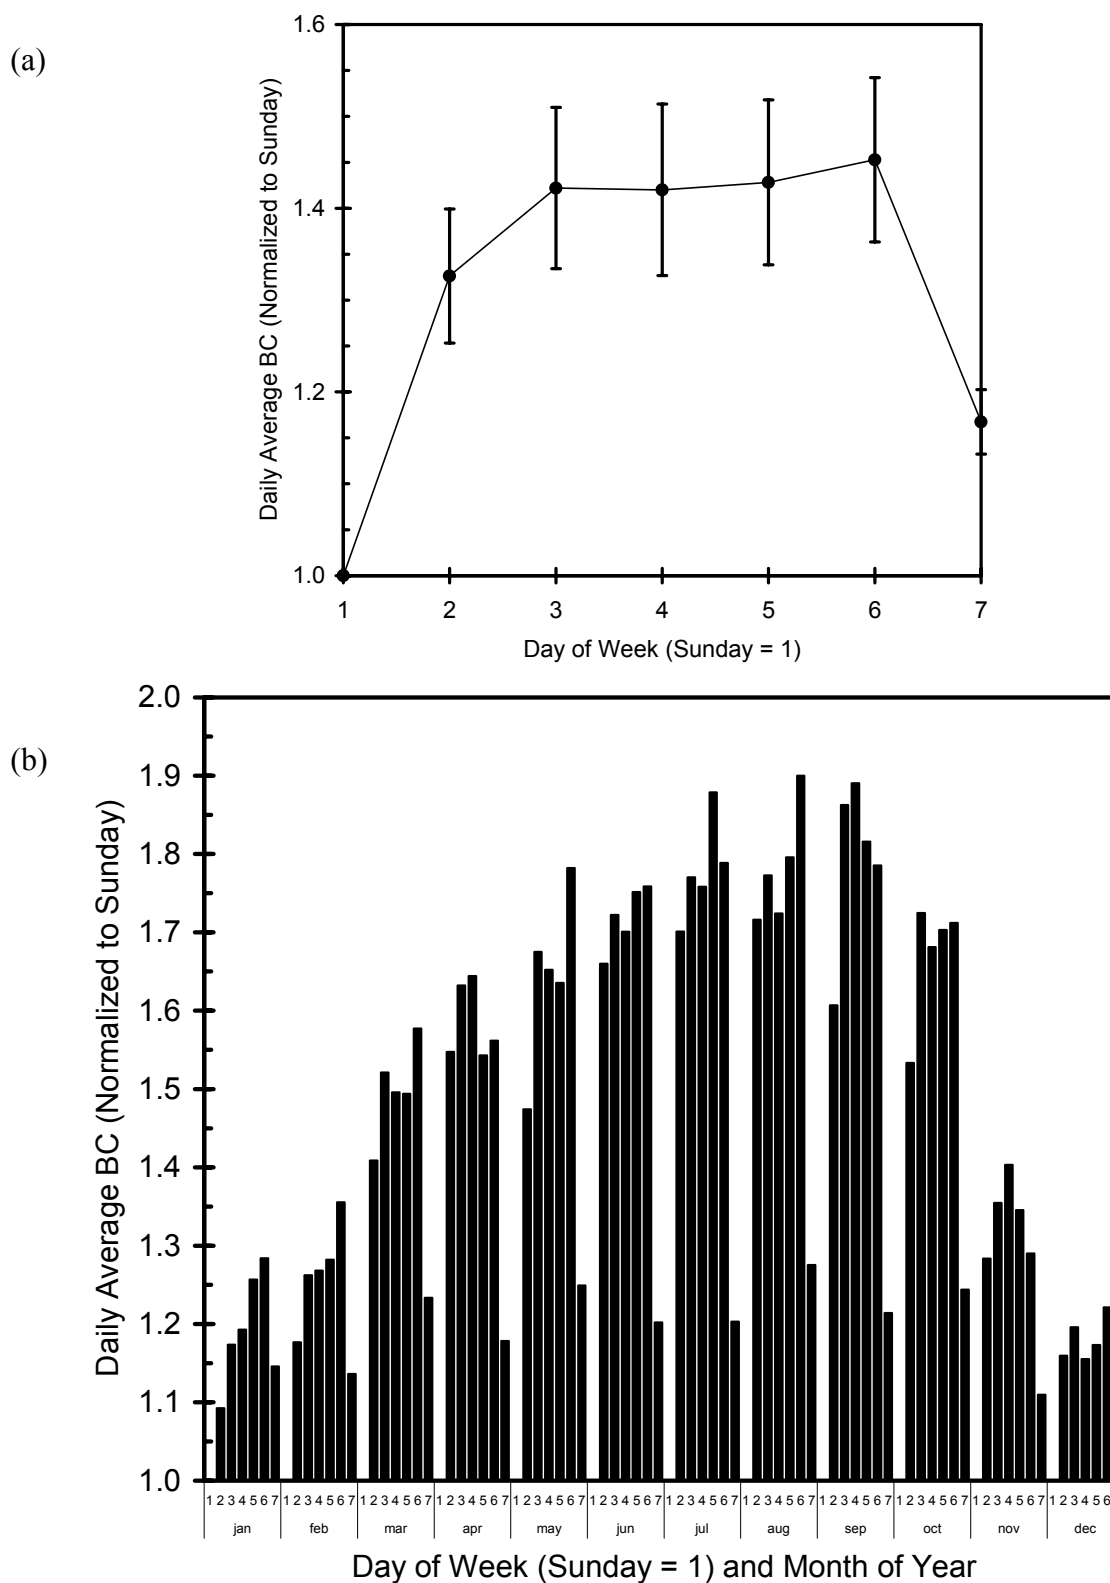 (a)
Daily Average BC (Normalized to Sunday)
1.6
1.4
1.2
1.0
1 2 3 4 5 6 7
Day of Week (Sunday = 1)
(b)
Daily Average BC (Normalized to Sunday)
2.0
1.9
1.8
1.7
1.6
1.5
1.4
1.3
1.2
1.1
1.0
1 2 3 4 5 6 7 1 2 3 4 5 6 7 1 2 3 4 5 6 7 1 2 3 4 5 6 7 1 2 3 4 5 6 7 1 2 3 4 5 6 7 1 2 3 4 5 6 7 1 2 3 4 5 6 7 1 2 3 4 5 6 7 1 2 3 4 5 6 7 1 2 3 4 5 6 7 1 2 3 4 5 6
jan feb mar apr may jun jul aug sep oct nov dec
Day of Week (Sunday = 1) and Month of Year